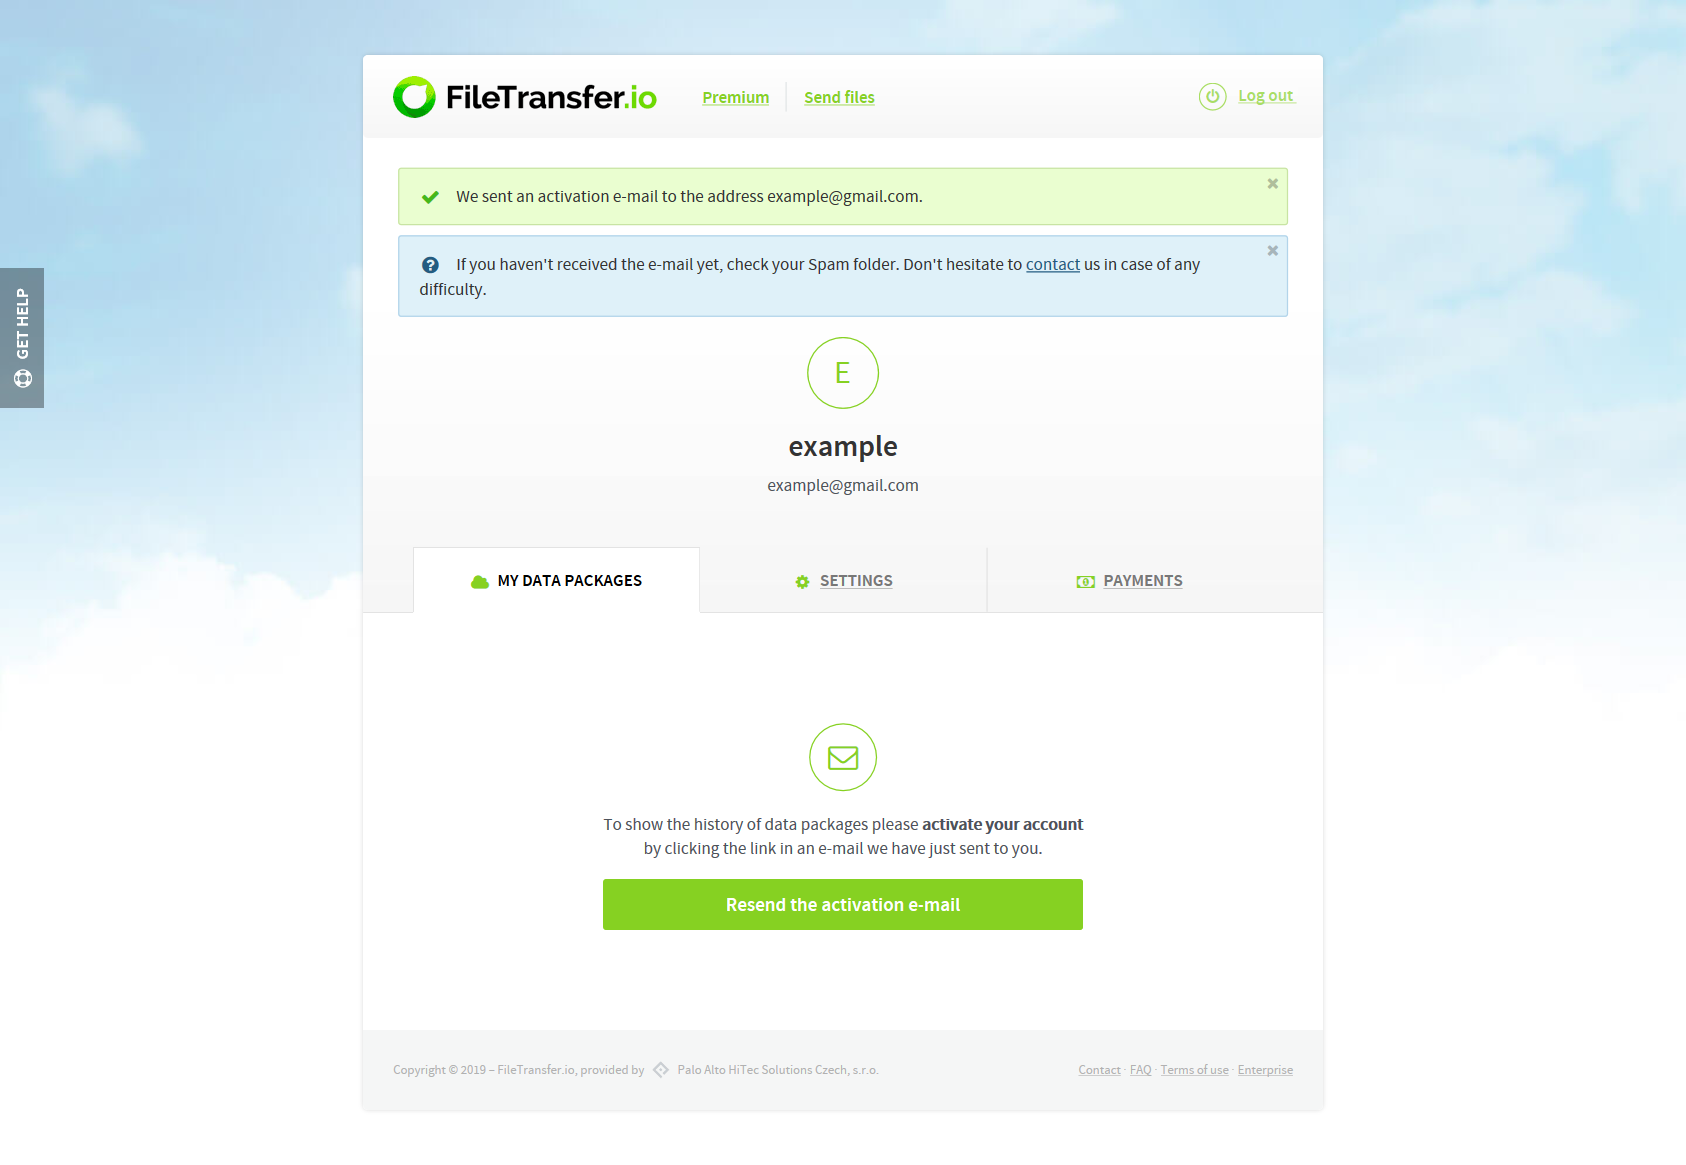 FileTransfer.io
Premium
Send files
Log out
We sent an activation e-mail to the address example@gmail.com.
If you haven't received the e-mail yet, check your Spam folder. Don't hesitate to contact us in case of any
difficulty.
GET HELP
E
example
example@gmail.com
MY DATA PACKAGES
SETTINGS
PAYMENTS
To show the history of data packages please activate your account
by clicking the link in an e-mail we have just sent to you.
Resend the activation e-mail
Copyright © 2019 – FileTransfer.io, provided by Palo Alto HiTec Solutions Czech, s.r.o.
Contact · FAQ · Terms of use · Enterprise